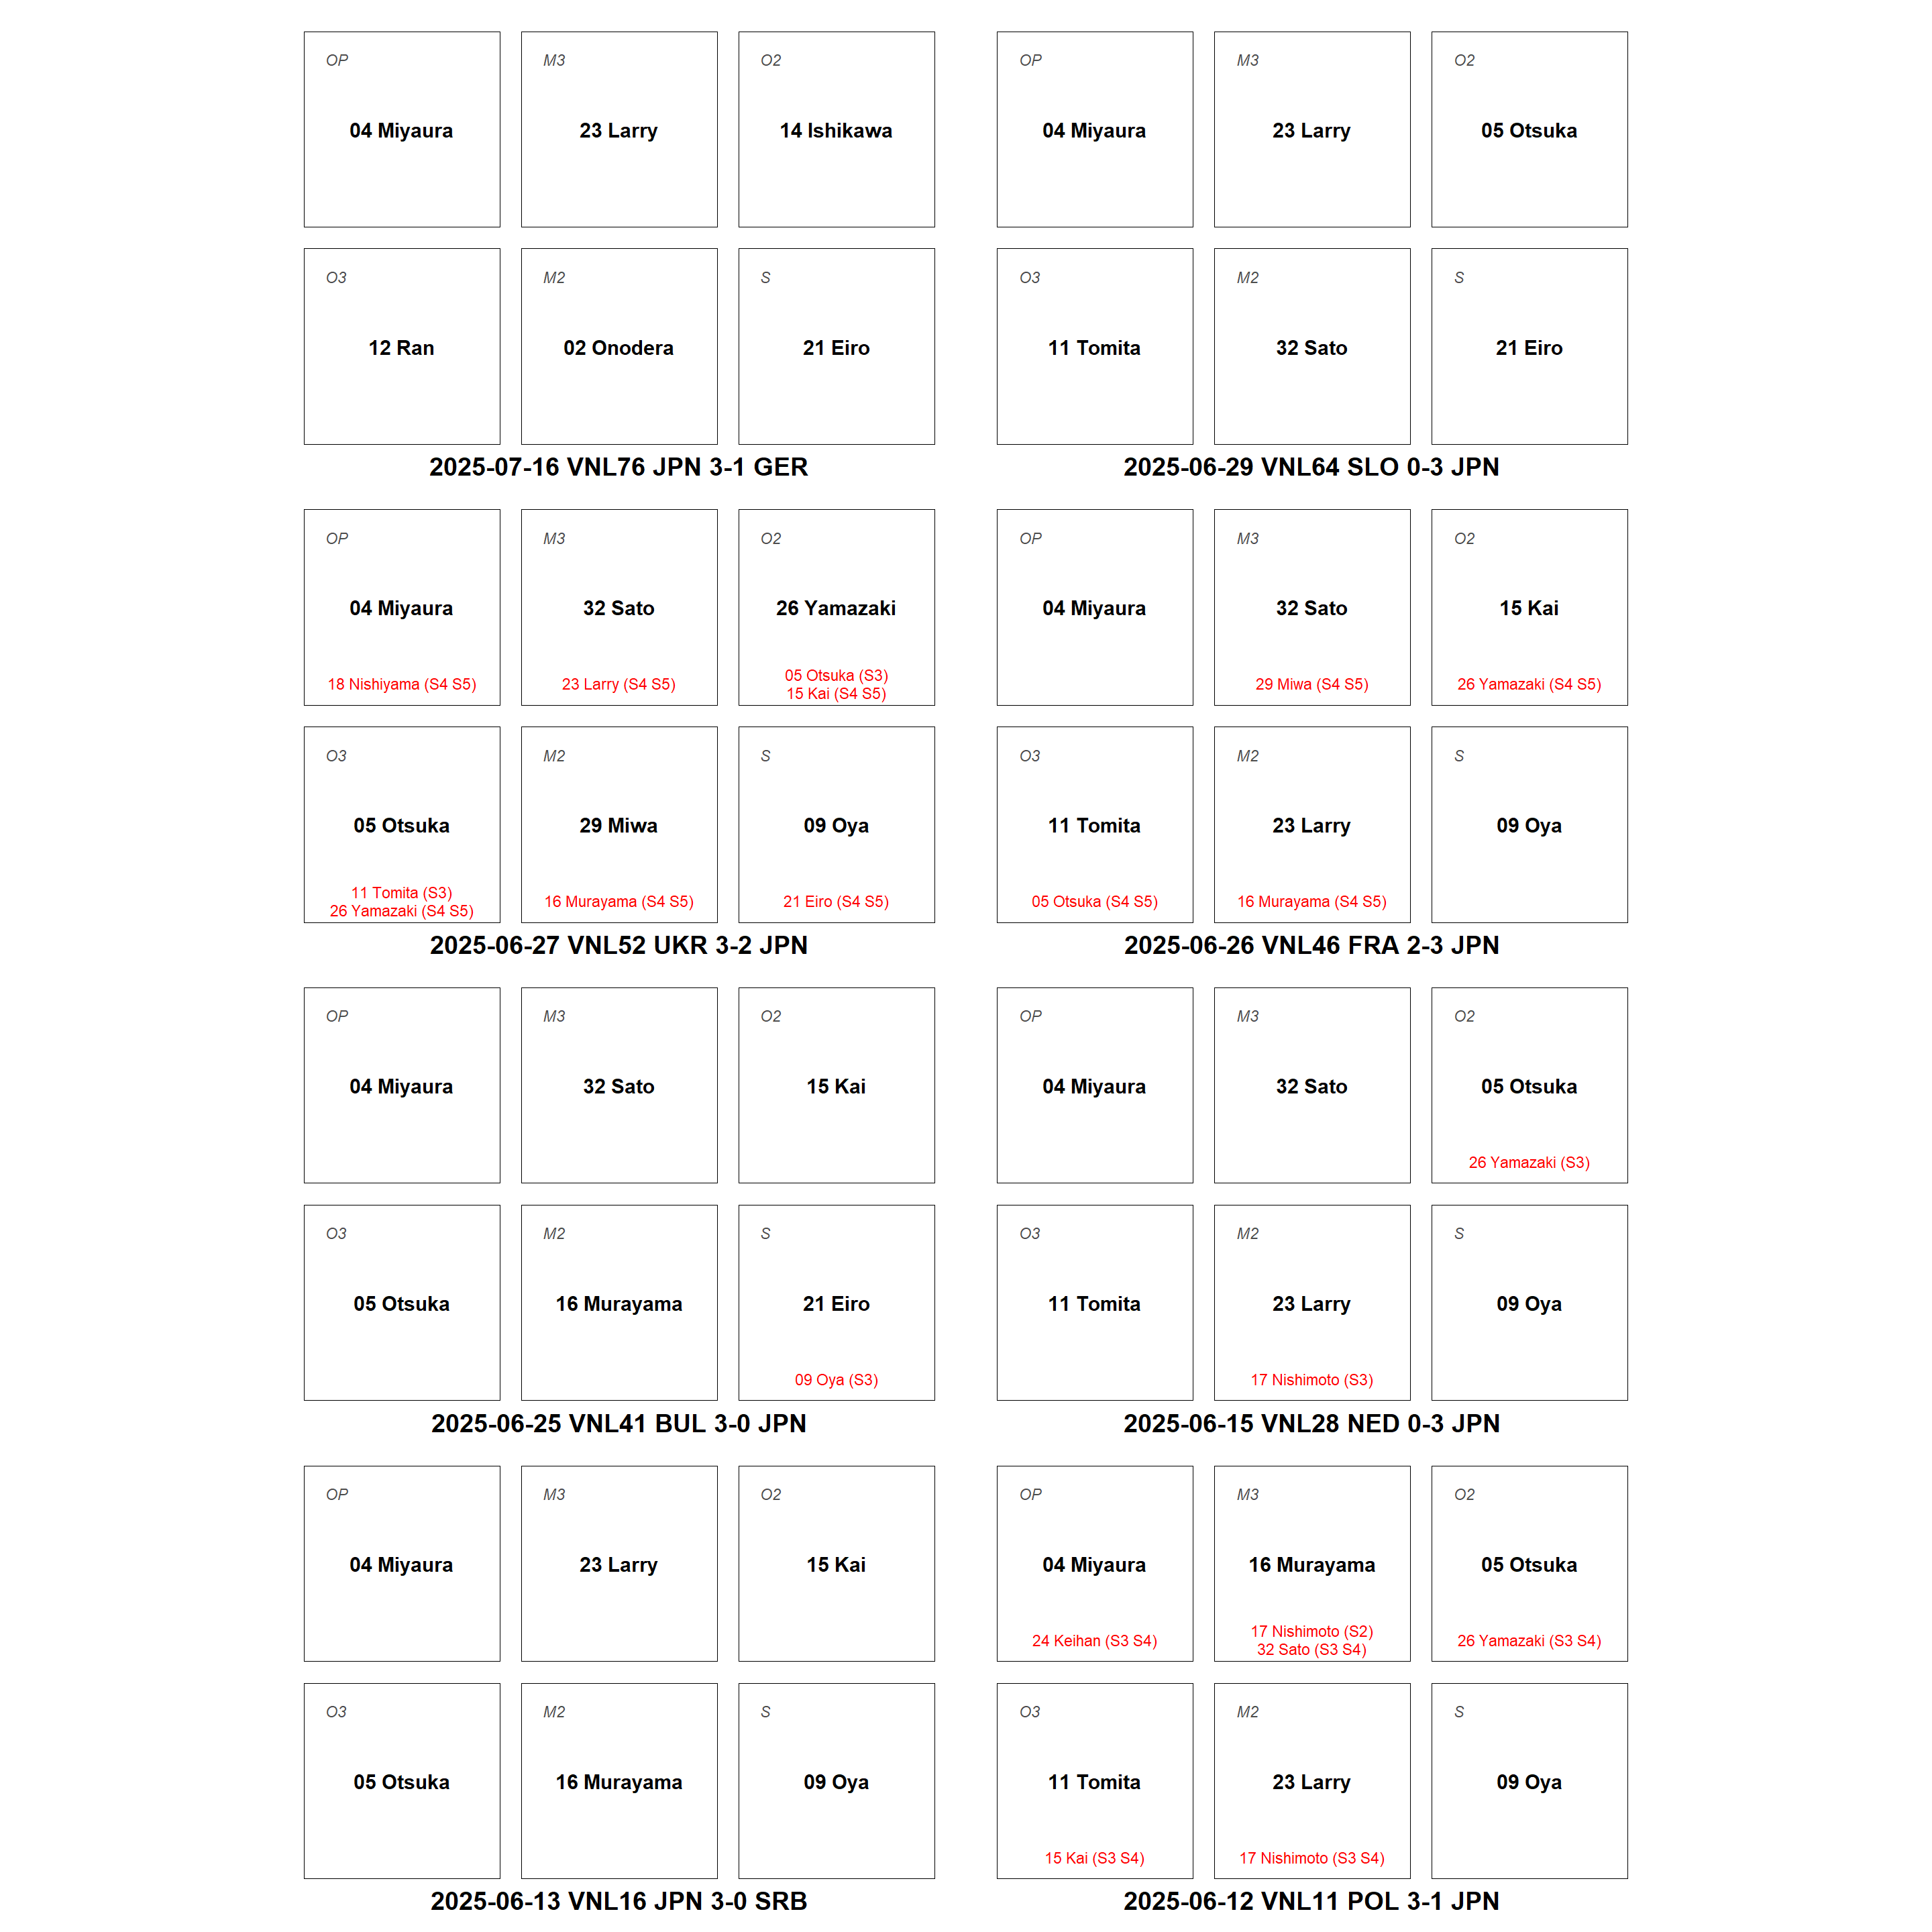 OP
M3
O2
04 Miyaura
23 Larry
14 Ishikawa
O3
M2
S
12 Ran
02 Onodera
21 Eiro
2025-07-16 VNL76 JPN 3-1 GER
OP
M3
O2
04 Miyaura
23 Larry
05 Otsuka
O3
M2
S
11 Tomita
32 Sato
21 Eiro
2025-06-29 VNL64 SLO 0-3 JPN
OP
M3
O2
04 Miyaura
32 Sato
26 Yamazaki
18 Nishiyama (S4 S5)
23 Larry (S4 S5)
05 Otsuka (S3)
15 Kai (S4 S5)
O3
M2
S
05 Otsuka
29 Miwa
09 Oya
11 Tomita (S3)
26 Yamazaki (S4 S5)
16 Murayama (S4 S5)
21 Eiro (S4 S5)
2025-06-27 VNL52 UKR 3-2 JPN
OP
M3
O2
04 Miyaura
32 Sato
15 Kai
29 Miwa (S4 S5)
26 Yamazaki (S4 S5)
O3
M2
S
11 Tomita
23 Larry
09 Oya
05 Otsuka (S4 S5)
16 Murayama (S4 S5)
2025-06-26 VNL46 FRA 2-3 JPN
OP
M3
O2
04 Miyaura
32 Sato
15 Kai
O3
M2
S
05 Otsuka
16 Murayama
21 Eiro
09 Oya (S3)
2025-06-25 VNL41 BUL 3-0 JPN
OP
M3
O2
04 Miyaura
32 Sato
05 Otsuka
26 Yamazaki (S3)
O3
M2
S
11 Tomita
23 Larry
09 Oya
17 Nishimoto (S3)
2025-06-15 VNL28 NED 0-3 JPN
OP
M3
O2
04 Miyaura
23 Larry
15 Kai
O3
M2
S
05 Otsuka
16 Murayama
09 Oya
2025-06-13 VNL16 JPN 3-0 SRB
OP
M3
O2
04 Miyaura
16 Murayama
05 Otsuka
24 Keihan (S3 S4)
17 Nishimoto (S2)
32 Sato (S3 S4)
26 Yamazaki (S3 S4)
O3
M2
S
11 Tomita
23 Larry
09 Oya
15 Kai (S3 S4)
17 Nishimoto (S3 S4)
2025-06-12 VNL11 POL 3-1 JPN